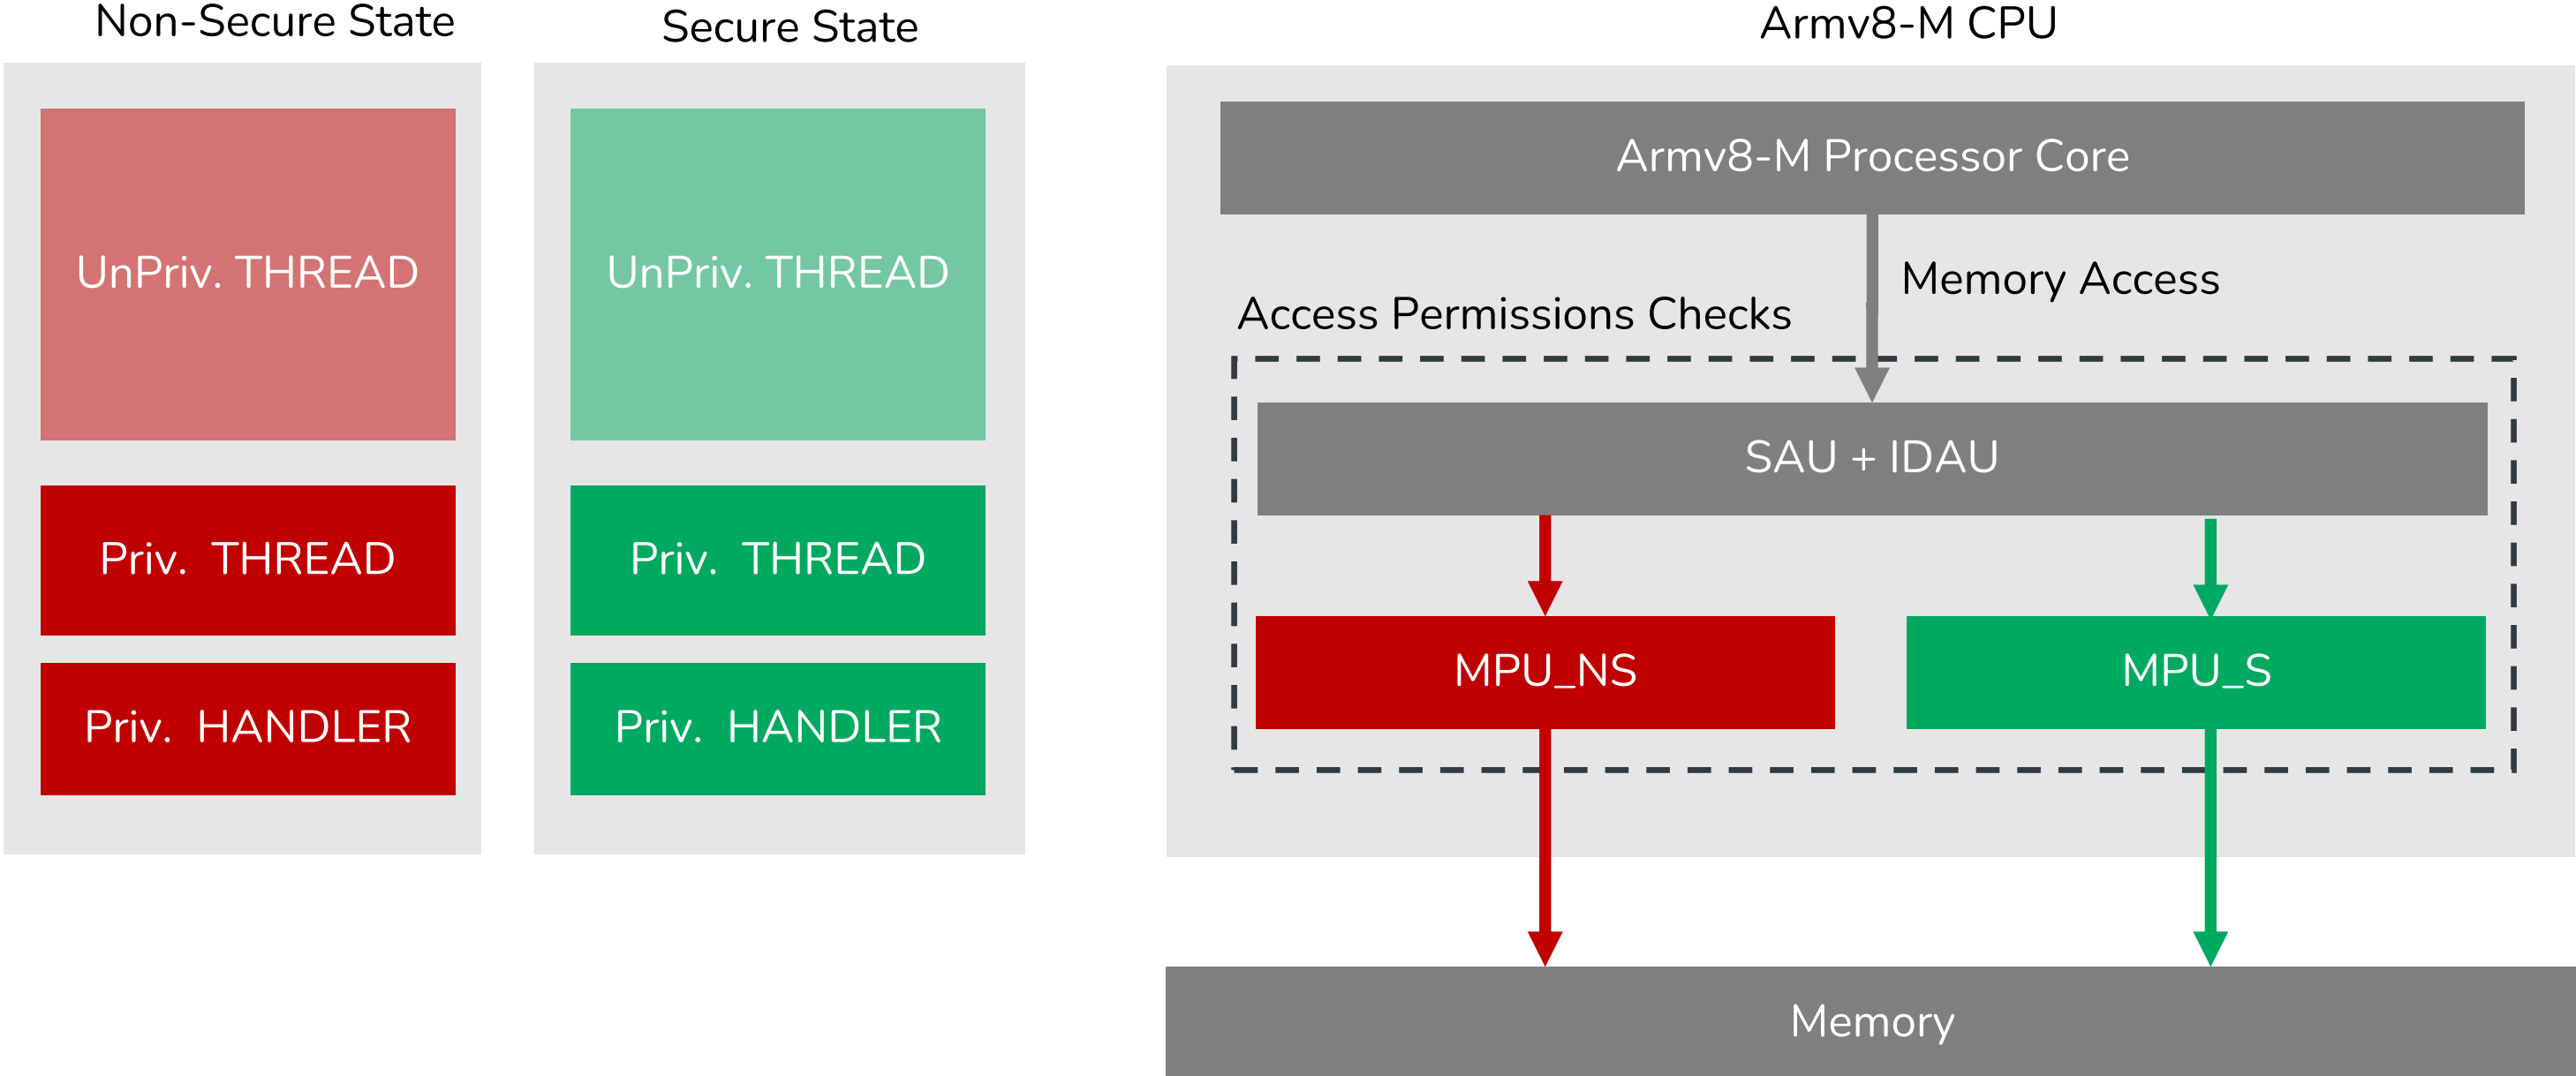 Non-Secure State
UnPriv. THREAD
Priv. THREAD
Priv. HANDLER
Secure State
UnPriv. THREAD
Priv. THREAD
Priv. HANDLER
Armv8-M CPU
Armv8-M Processor Core
Memory Access
Access Permissions Checks
SAU + IDAU
MPU_NS
MPU_S
Memory